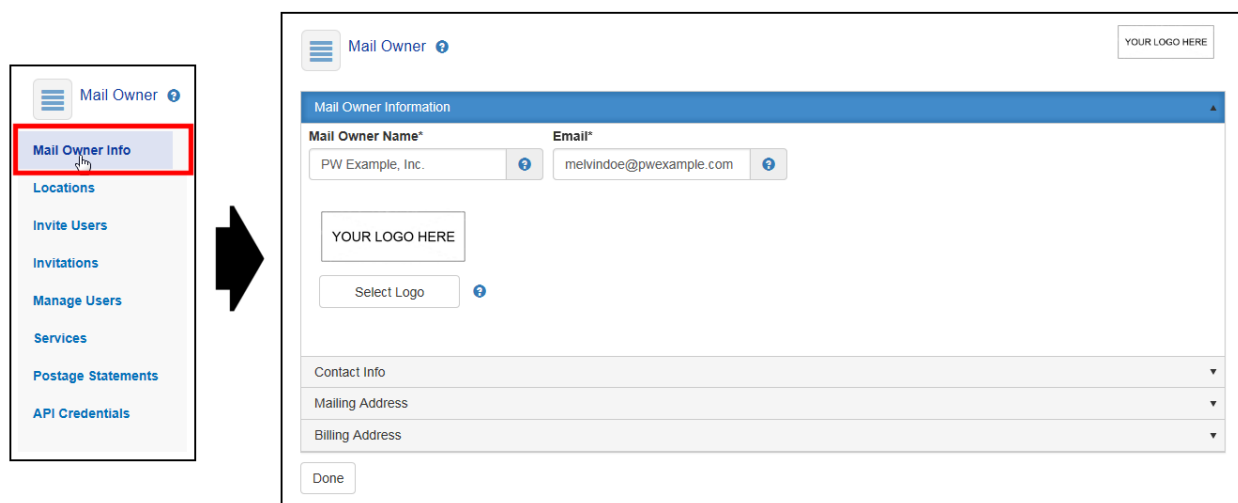 Mail Owner
Mail Owner Info
Locations
Invite Users
Invitations
Manage Users
Services
Postage Statements
API Credentials
Mail Owner
YOUR LOGO HERE
Mail Owner Information
Mail Owner Name* Email*
PW Example, Inc. melvindoe@pwexample.com
YOUR LOGO HERE
Select Logo
Contact Info
Mailing Address
Billing Address
Done